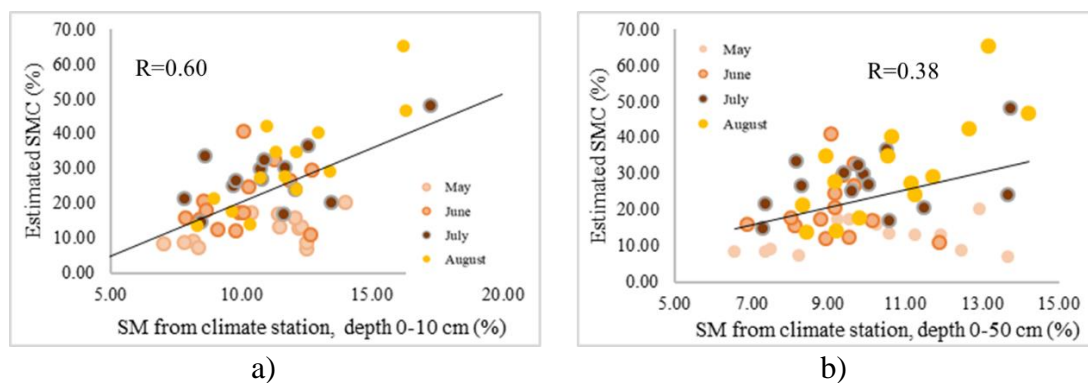 70.00
60.00
50.00
40.00
30.00
20.00
10.00
0.00
Estimated SMC (%)
R=0.60
May
June
July
August
5.00 10.00 15.00 20.00
SM from climate station, depth 0-10 cm (%)
a)
70.00
60.00
50.00
40.00
30.00
20.00
10.00
0.00
Estimated SMC (%)
May
June
July
August
R=0.38
5.00 7.00 9.00 11.00 13.00 15.00
SM from climate station, depth 0-50 cm (%)
b)